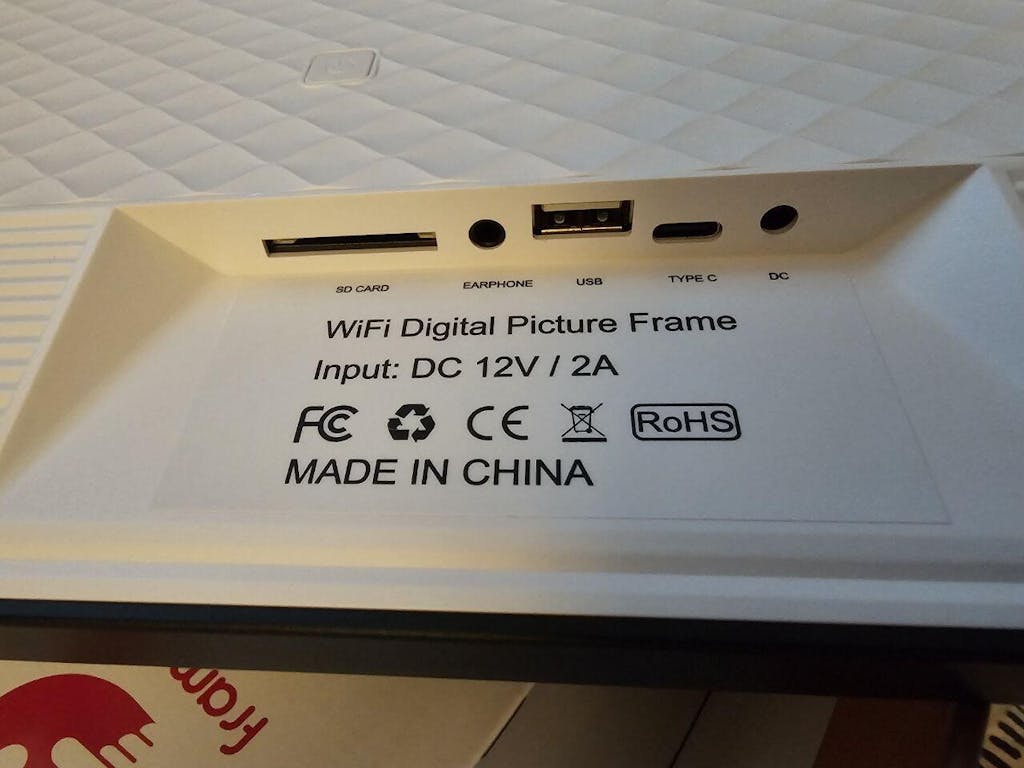 SD CARD EARPHONE USB TYPE C DC
WiFi Digital Picture Frame
Input: DC 12V / 2A
FC CE RoHS
MADE IN CHINA
fram